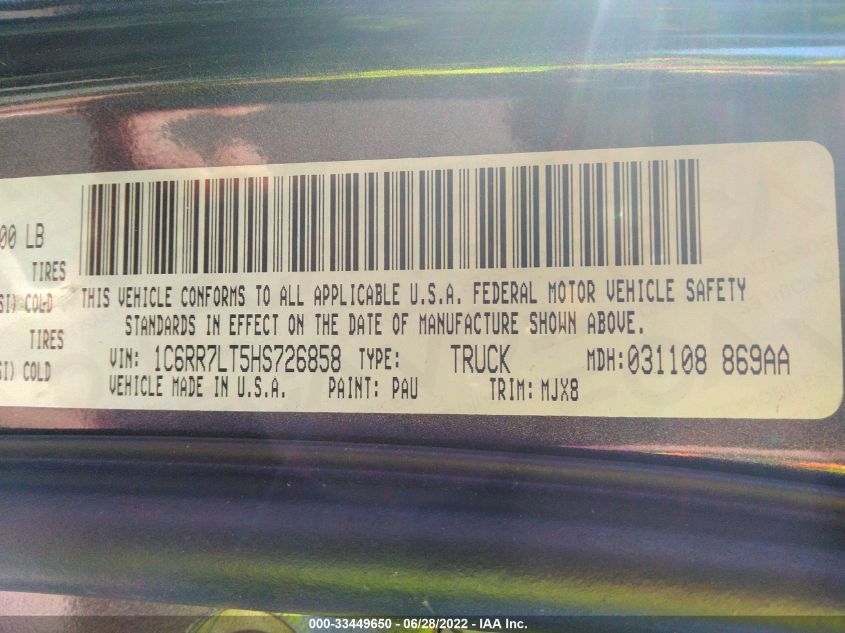 00 LB
TIRES
SI) COLD
TIRES
SI) COLD
THIS VEHICLE CONFORMS TO ALL APPLICABLE U.S.A. FEDERAL MOTOR VEHICLE SAFETY
STANDARDS IN EFFECT ON THE DATE OF MANUFACTURE SHOWN ABOVE.
VIN: 1C6RR7LT5HS726858 TYPE: TRUCK MDH:031108 869AA
VEHICLE MADE IN U.S.A. PAINT: PAU TRIM: MJX8
000-33449650 - 06/28/2022 - IAA Inc.